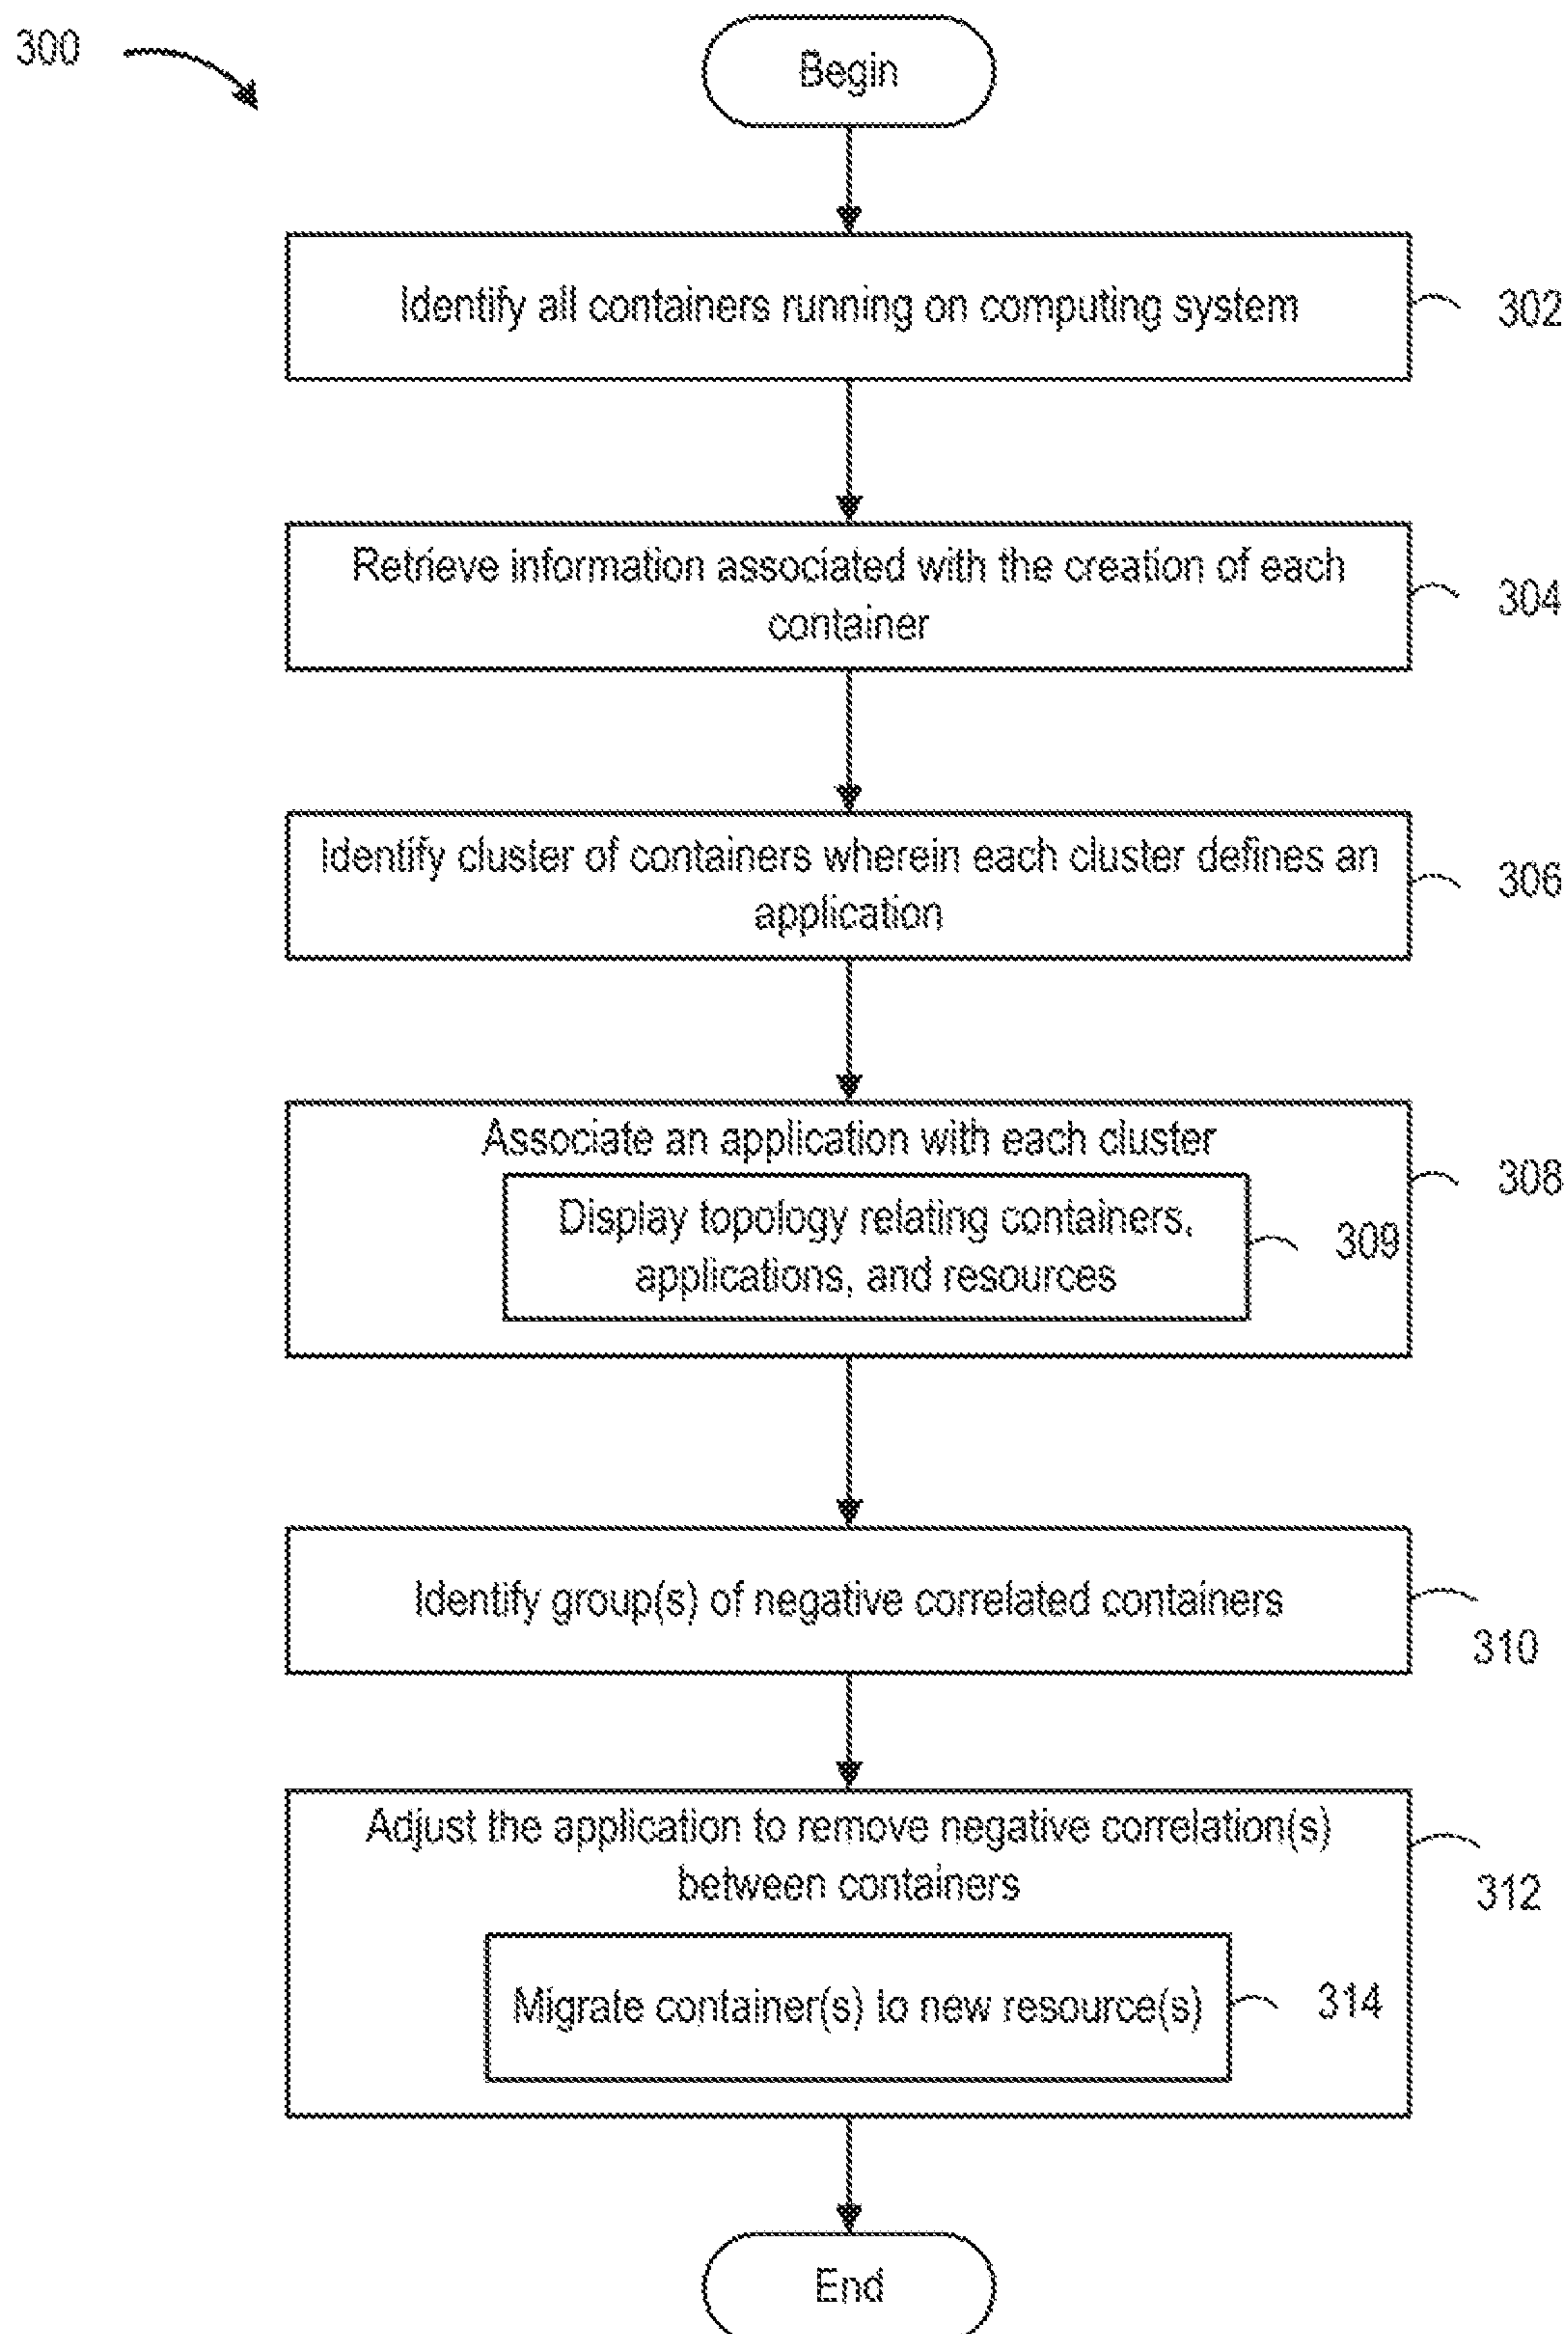 300
Begin
Identify all containers running on computing system
302
Retrieve information associated with the creation of each
container
304
Identify cluster of containers wherein each cluster defines an
application
306
Associate an application with each cluster
308
Display topology relating containers,
applications, and resources
309
Identify group(s) of negative correlated containers
310
Adjust the application to remove negative correlation(s)
between containers
312
Migrate container(s) to new resource(s)
314
End